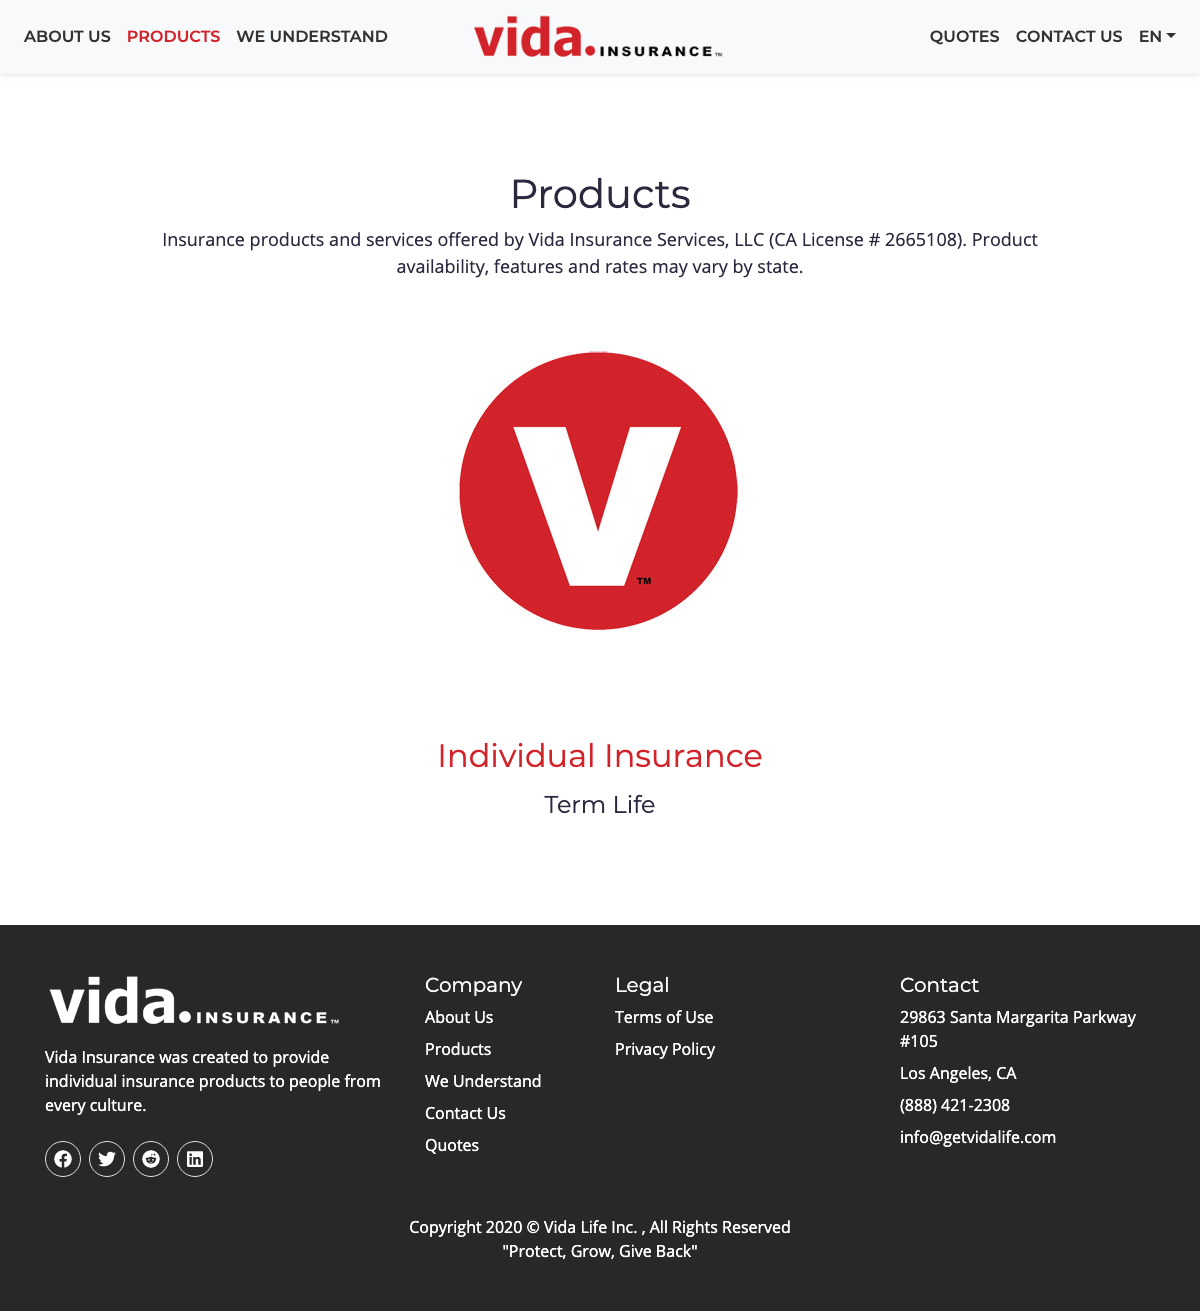 ABOUT US PRODUCTS WE UNDERSTAND vida.INSURANCE™ QUOTES CONTACT US EN
Products
Insurance products and services offered by Vida Insurance Services, LLC (CA License # 2665108). Product
availability, features and rates may vary by state.
V™
Individual Insurance
Term Life
vida.INSURANCE™
Vida Insurance was created to provide
individual insurance products to people from
every culture.
Company
About Us
Products
We Understand
Contact Us
Quotes
Legal
Terms of Use
Privacy Policy
Contact
29863 Santa Margarita Parkway
#105
Los Angeles, CA
(888) 421-2308
info@getvidalife.com
Copyright 2020 © Vida Life Inc. , All Rights Reserved
"Protect, Grow, Give Back"